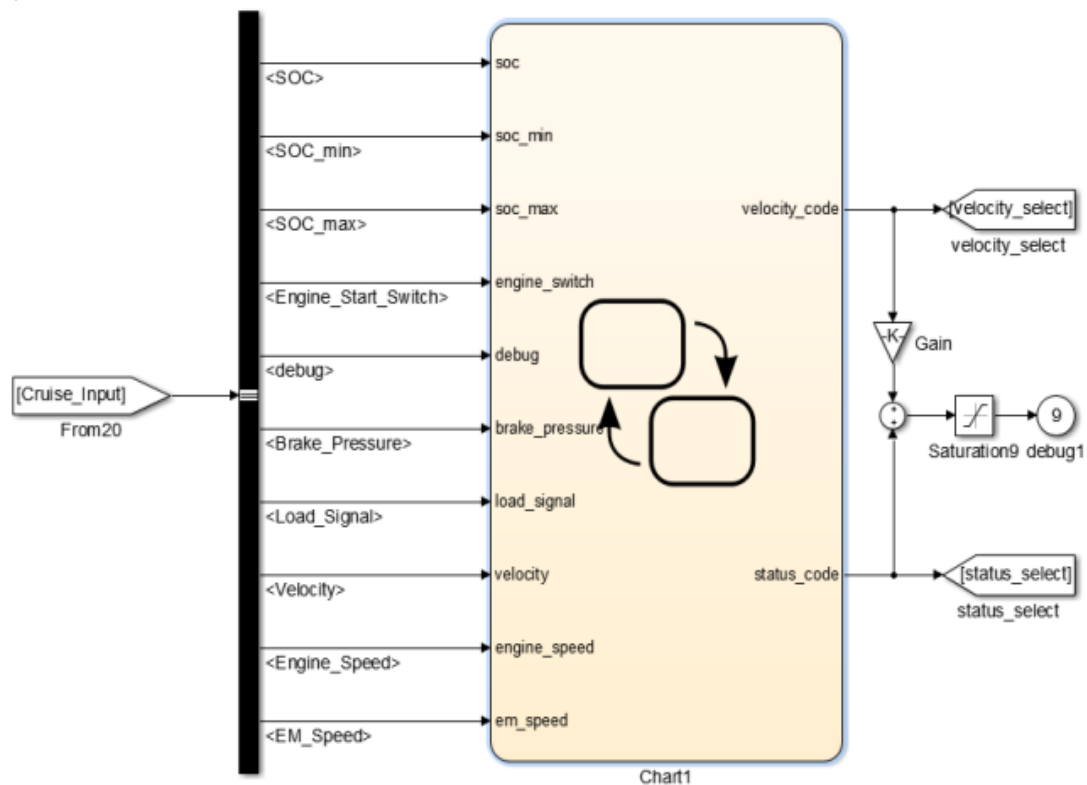 [Cruise_Input]
From20
<SOC>
<SOC_min>
<SOC_max>
<Engine_Start_Switch>
<debug>
<Brake_Pressure>
<Load_Signal>
<Velocity>
<Engine_Speed>
<EM_Speed>
soc
soc_min
soc_max
engine_switch
debug
brake_pressure
load_signal
velocity
engine_speed
em_speed
velocity_code
status_code
Chart1
[velocity_select]
velocity_select
-K-
Gain
+
+
Saturation9
9
debug1
[status_select]
status_select